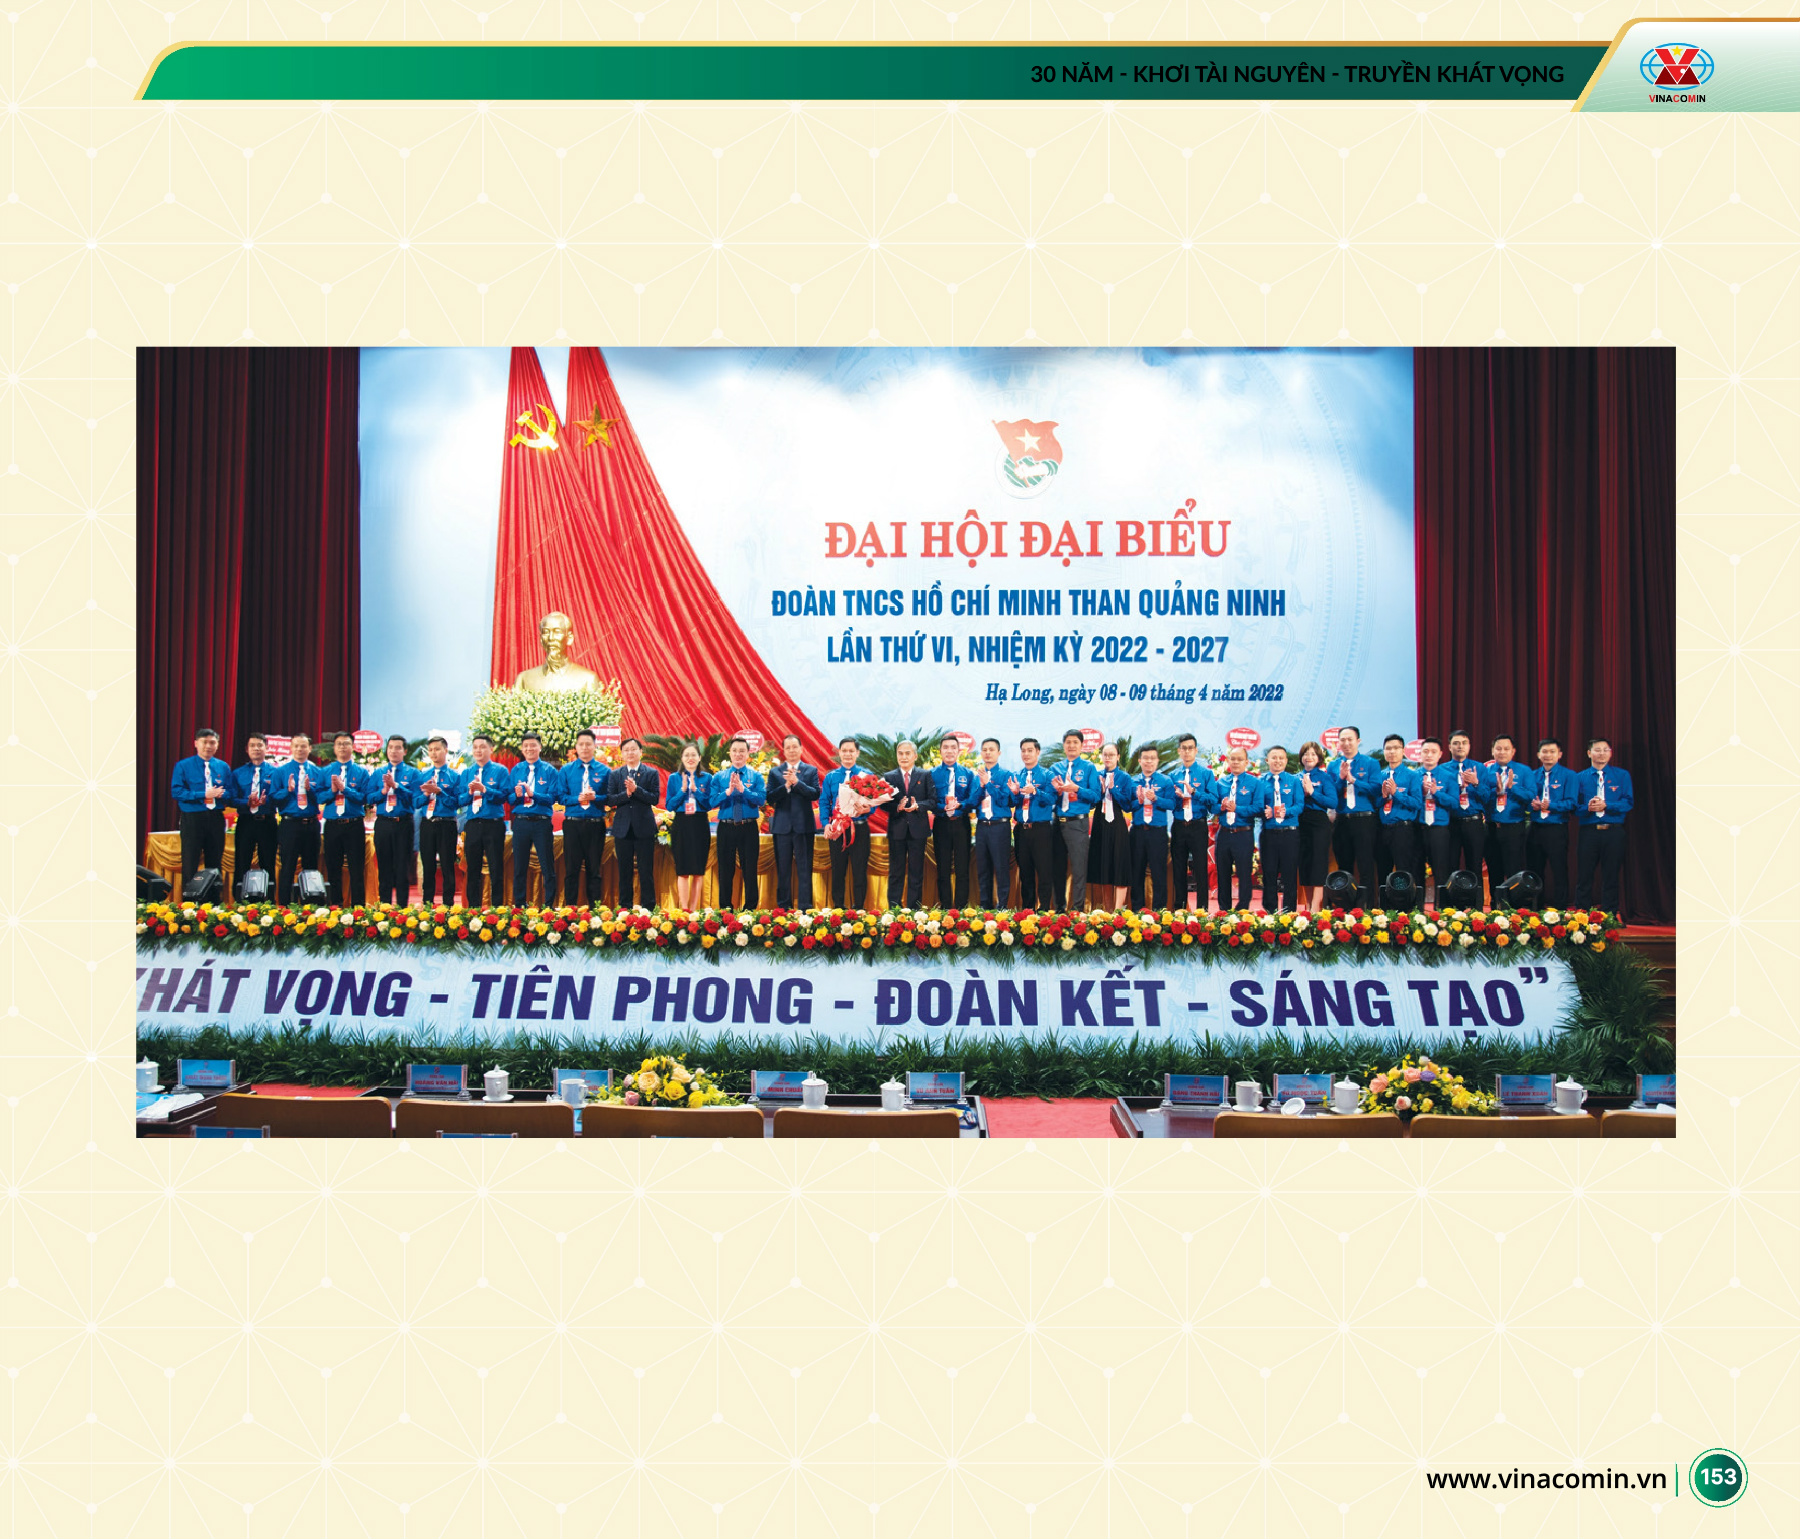 30 NĂM - KHƠI TÀI NGUYÊN - TRUYỀN KHÁT VỌNG
VINACOMIN
ĐẠI HỘI ĐẠI BIỂU
ĐOÀN TNCS HỒ CHÍ MINH THAN QUẢNG NINH
LẦN THỨ VI, NHIỆM KỲ 2022 - 2027
Hạ Long, ngày 08 - 09 tháng 4 năm 2022
KHÁT VỌNG - TIÊN PHONG - ĐOÀN KẾT - SÁNG TẠO”
www.vinacomin.vn
153